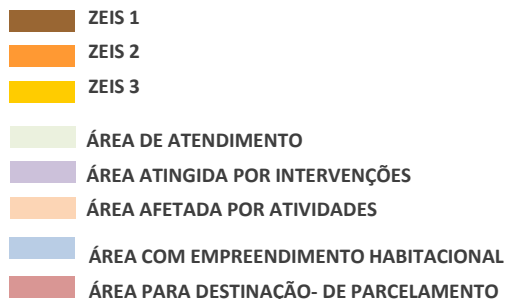 ZEIS 1
ZEIS 2
ZEIS 3
ÁREA DE ATENDIMENTO
ÁREA ATINGIDA POR INTERVENÇÕES
ÁREA AFETADA POR ATIVIDADES
ÁREA COM EMPREENDIMENTO HABITACIONAL
ÁREA PARA DESTINAÇÃO- DE PARCELAMENTO